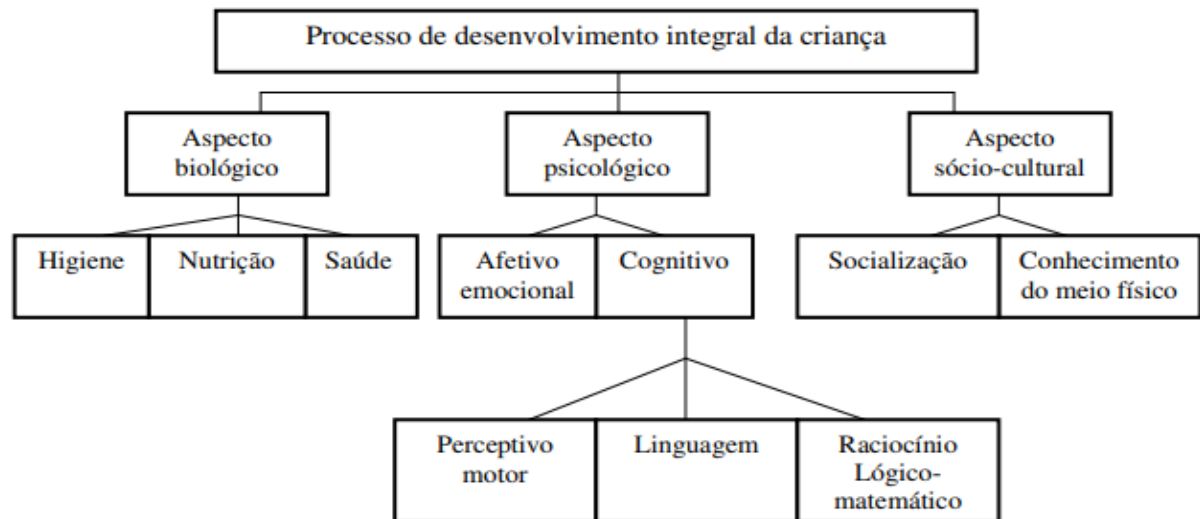 Processo de desenvolvimento integral da criança
Aspecto
biológico
Aspecto
psicológico
Aspecto
sócio-cultural
Higiene
Nutrição
Saúde
Afetivo
emocional
Cognitivo
Socialização
Conhecimento
do meio físico
Perceptivo
motor
Linguagem
Raciocínio
Lógico-
matemático